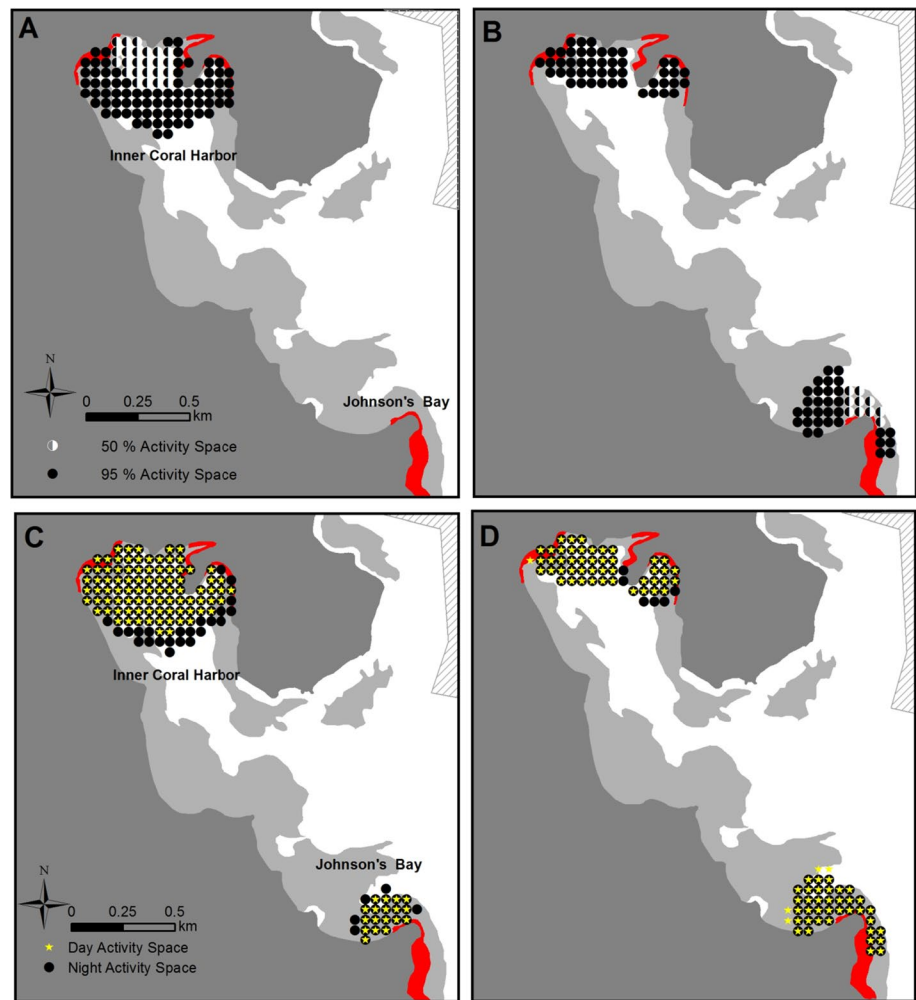 A
Inner Coral Harbor
N
0 0.25 0.5
km
Johnson's Bay
50 % Activity Space
95 % Activity Space
B
C
Inner Coral Harbor
Johnson's Bay
N
0 0.25 0.5
km
Day Activity Space
Night Activity Space
D